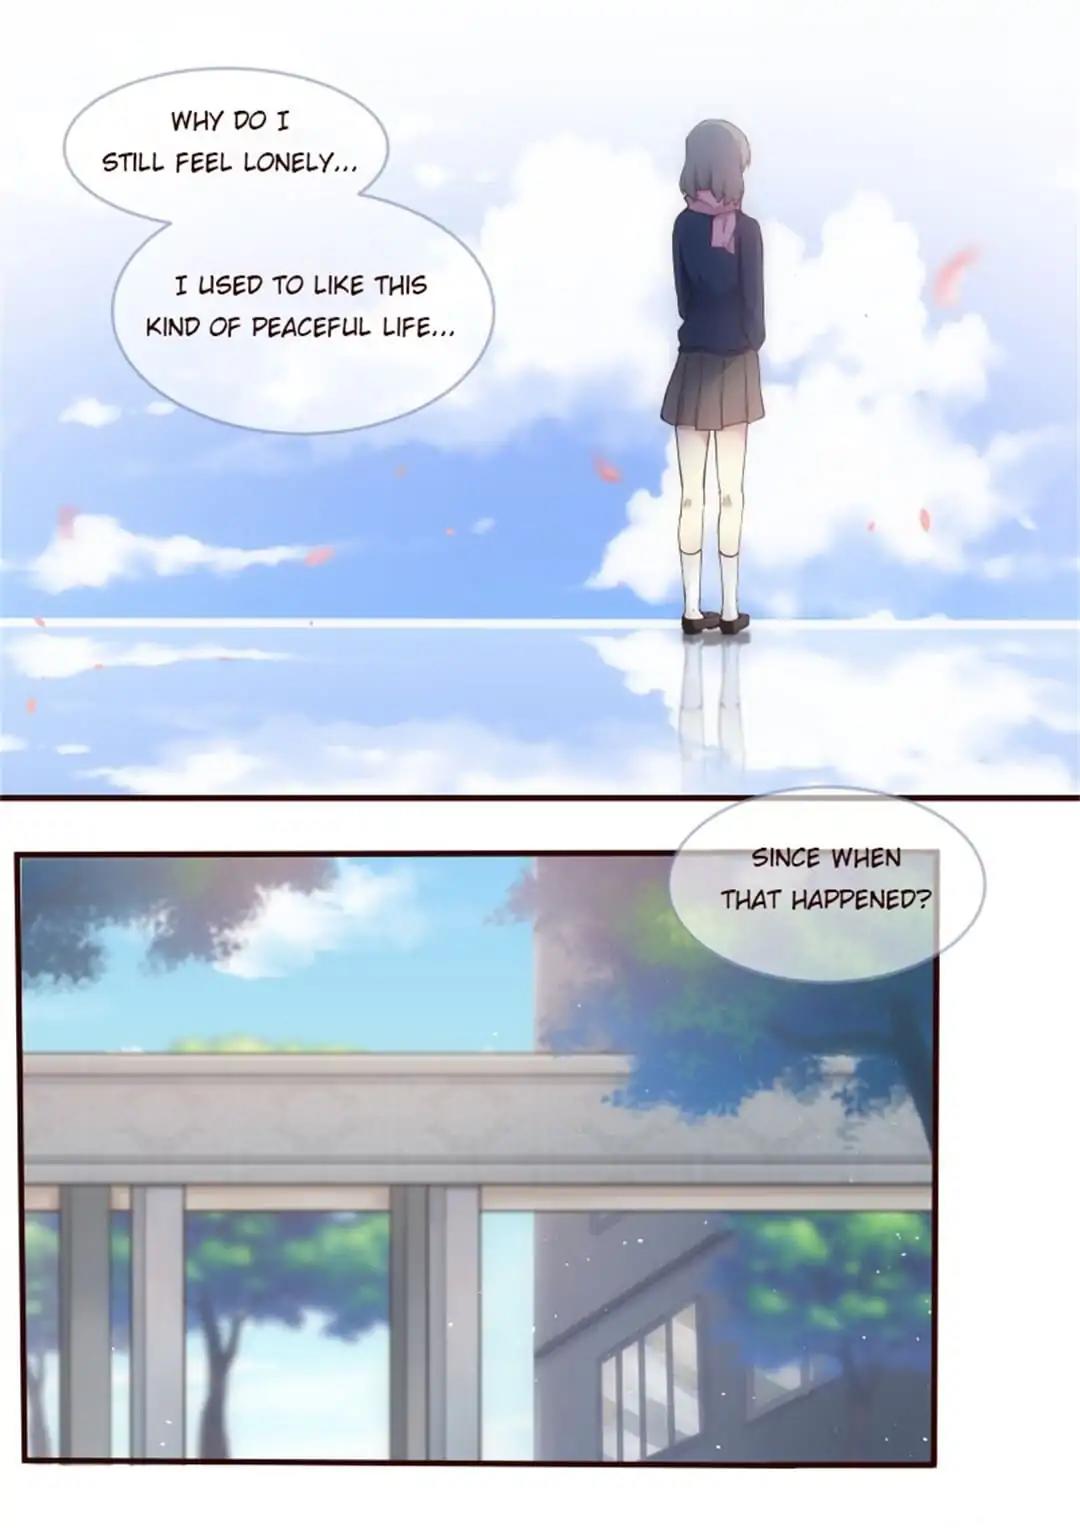 WHY DO I
STILL FEEL LONELY...
I USED TO LIKE THIS
KIND OF PEACEFUL LIFE...
SINCE WHEN
THAT HAPPENED?